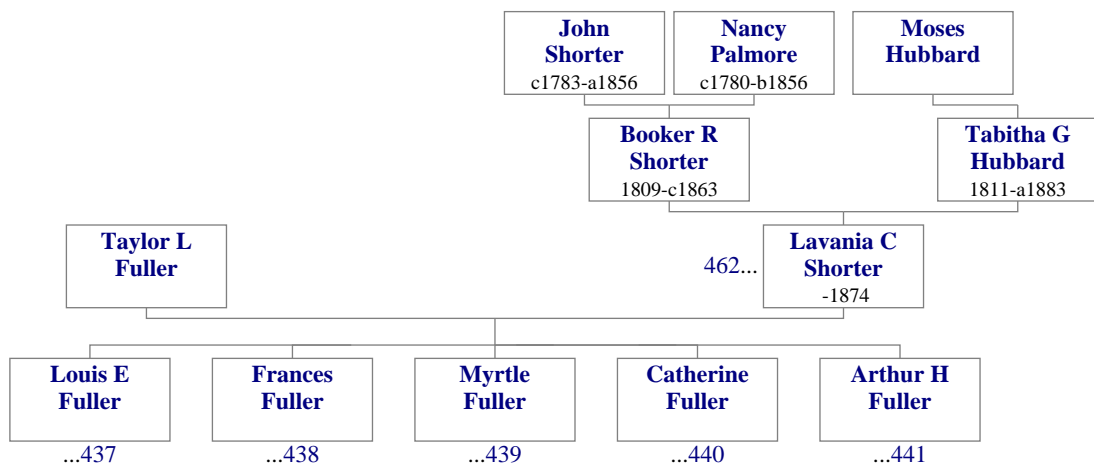 John
Shorter
c1783-a1856
Nancy
Palmore
c1780-b1856
Moses
Hubbard
Booker R
Shorter
1809-c1863
Tabitha G
Hubbard
1811-a1883
Taylor L
Fuller
462...
Lavania C
Shorter
-1874
Louis E
Fuller
...437
Frances
Fuller
...438
Myrtle
Fuller
...439
Catherine
Fuller
...440
Arthur H
Fuller
...441